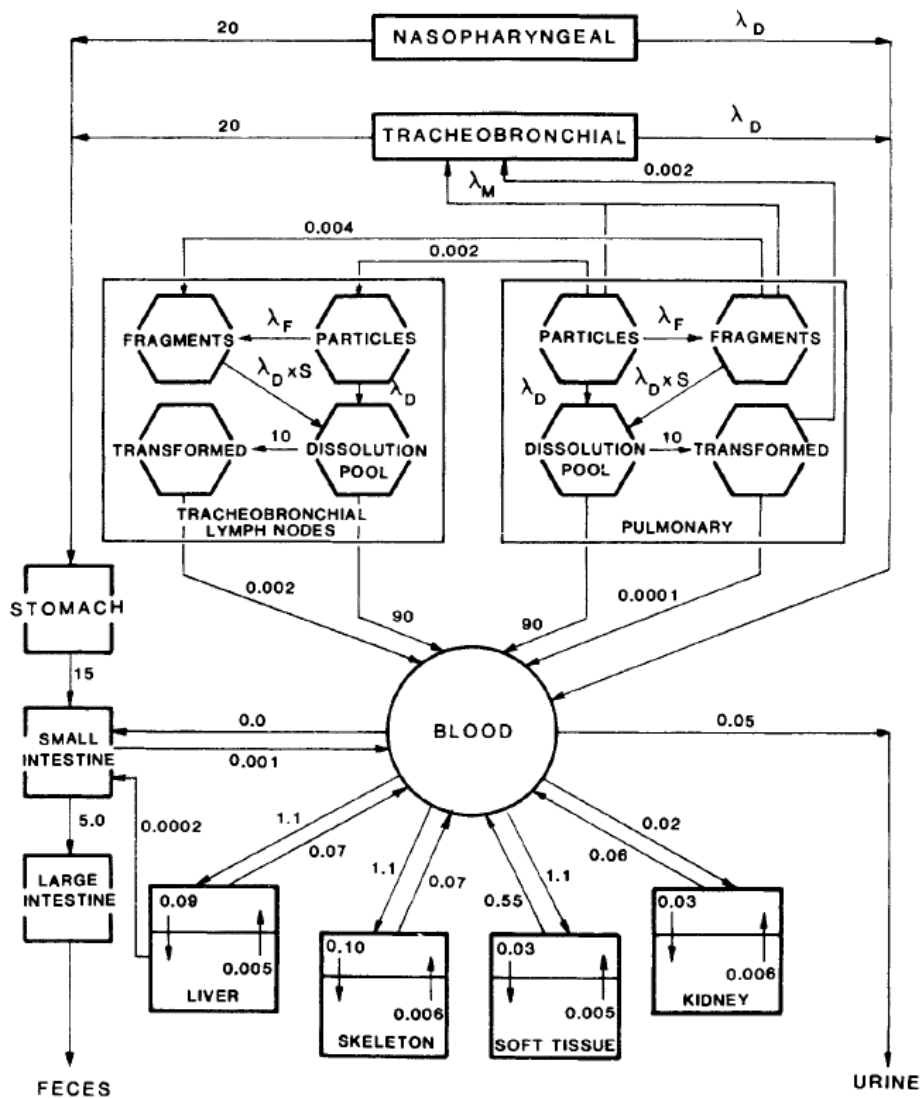 20
NASOPHARYNGEAL
λD
20
TRACHEOBRONCHIAL
λD
λM
0.002
0.004
0.002
FRAGMENTS
λF
PARTICLES
λD x S
λD
TRANSFORMED
10
DISSOLUTION
POOL
TRACHEOBRONCHIAL
LYMPH NODES
PARTICLES
λF
FRAGMENTS
λD
λD x S
DISSOLUTION
POOL
10
TRANSFORMED
PULMONARY
0.002
90
90
0.0001
STOMACH
15
SMALL
INTESTINE
0.0
0.001
BLOOD
0.05
5.0
0.0002
LARGE
INTESTINE
1.1
0.07
1.1
0.07
0.55
1.1
0.02
0.06
0.09
0.005
LIVER
0.10
0.006
SKELETON
0.03
0.005
SOFT TISSUE
0.03
0.006
KIDNEY
FECES
URINE